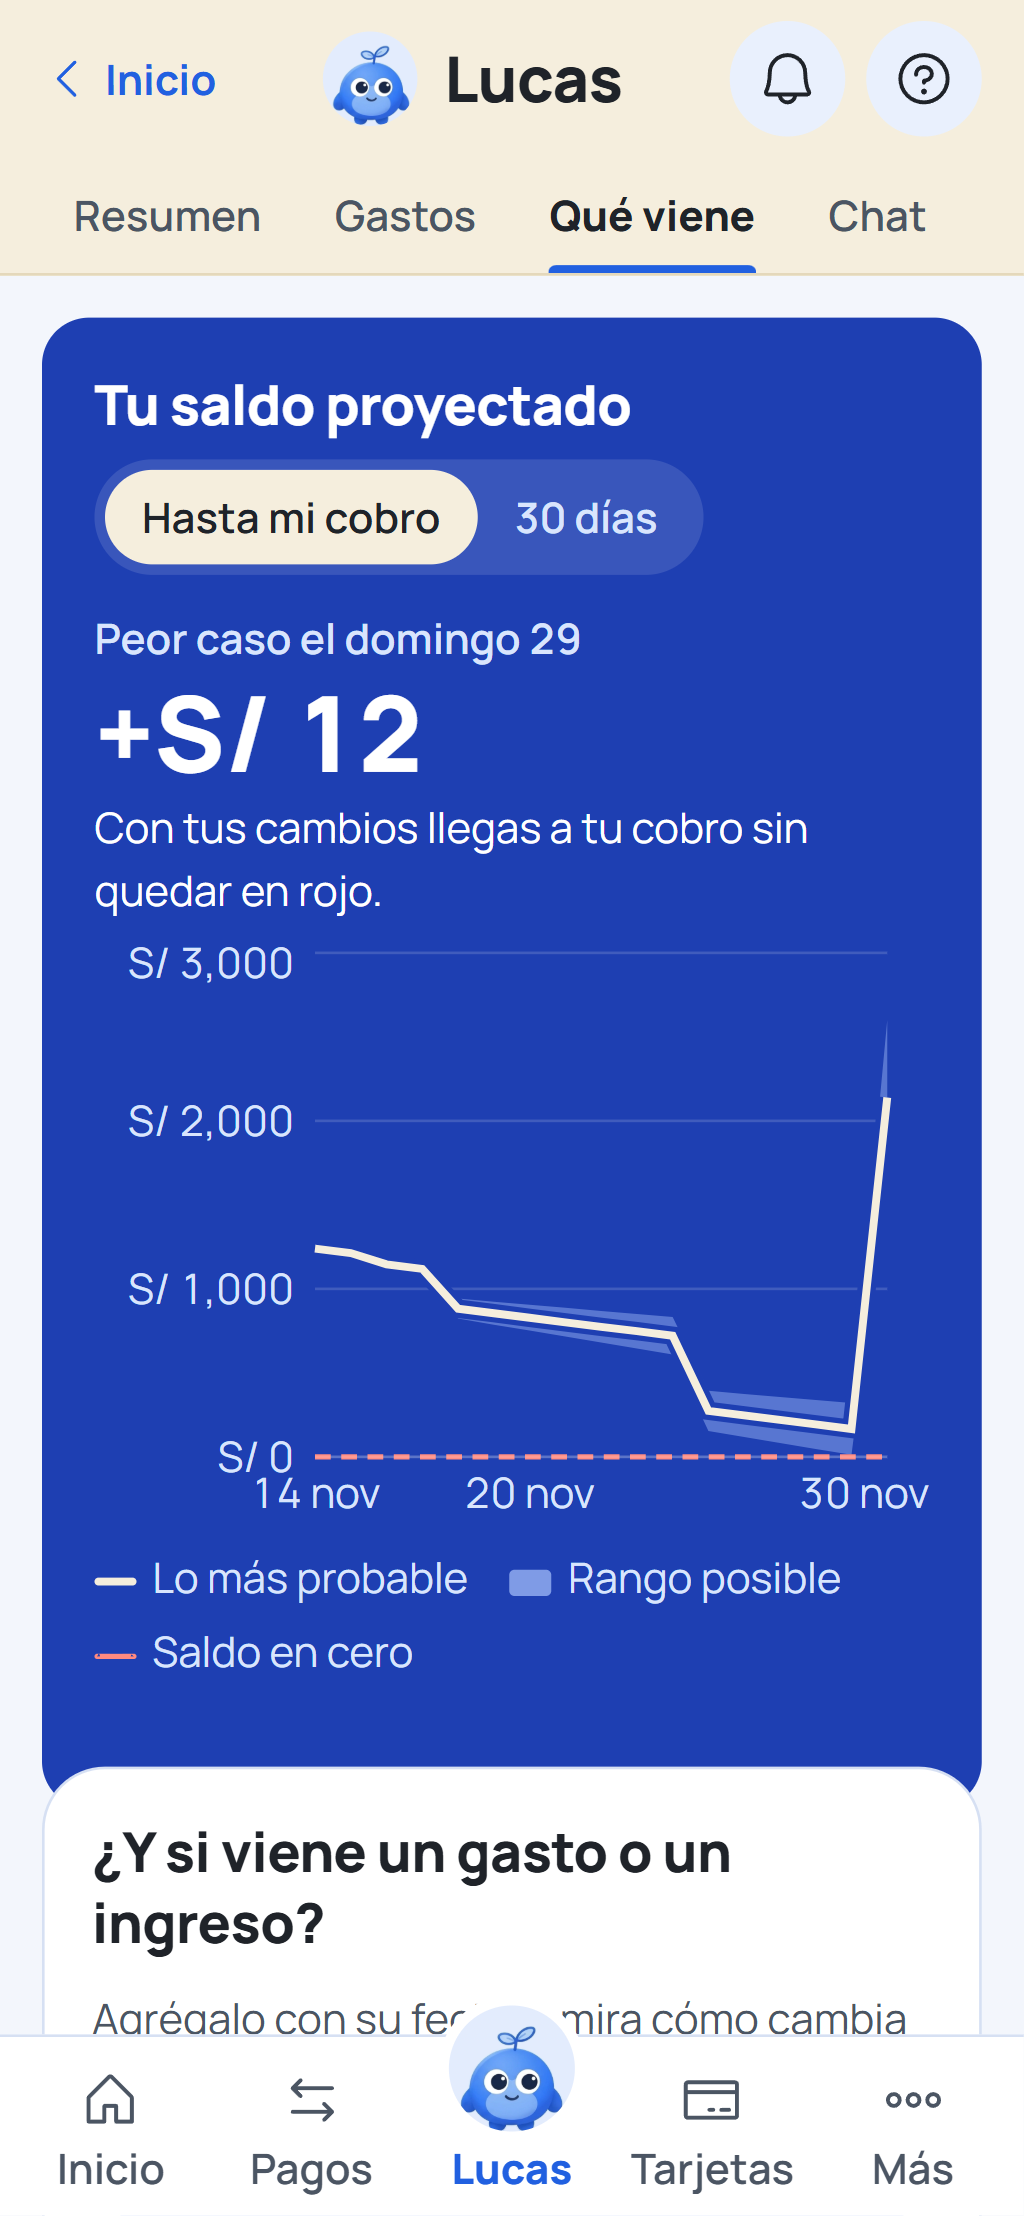 Inicio
Lucas
Resumen
Gastos
Qué viene
Chat
Tu saldo proyectado
Hasta mi cobro
30 días
Peor caso el domingo 29
+S/ 12
Con tus cambios llegas a tu cobro sin
quedar en rojo.
S/ 3,000
S/ 2,000
S/ 1,000
S/ 0
14 nov
20 nov
30 nov
Lo más probable
Rango posible
Saldo en cero
¿Y si viene un gasto o un
ingreso?
Agrégalo con su mira cómo cambia
Inicio
Pagos
Lucas
Tarjetas
Más